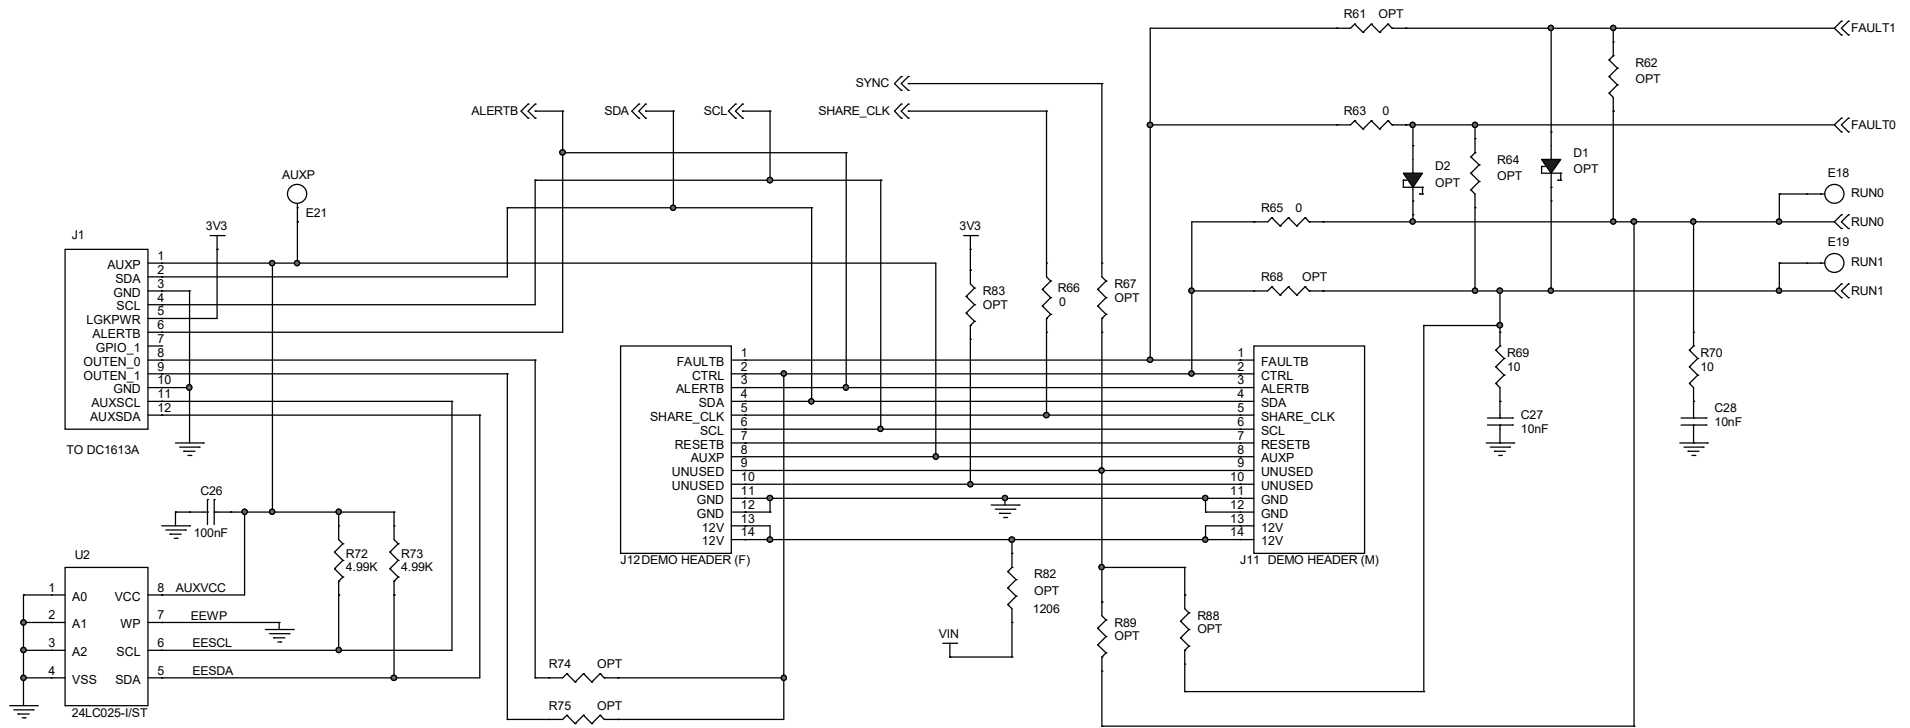 R61 OPT
FAULT1
R62
OPT
SYNC
ALERTB
SDA
SCL
SHARE_CLK
R63 0
FAULT0
D2
OPT
R64
OPT
D1
OPT
AUXP
E21
E18
RUN0
R65 0
RUN0
J1
3V3
3V3
E19
RUN1
R68 OPT
RUN1
R83
OPT
R66
0
R67
OPT
AUXP 1
SDA 2
GND 3
SCL 4
LGKPWR 5
ALERTB 6
GPIO_1 7
OUTEN_0 8
OUTEN_1 9
GND 10
AUXSCL 11
AUXSDA 12
TO DC1613A
FAULTB 1
CTRL 2
ALERTB 3
SDA 4
SHARE_CLK 5
SCL 6
RESETB 7
AUXP 8
UNUSED 9
UNUSED 10
GND 11
GND 12
12V 13
12V 14
J12 DEMO HEADER (F)
1 FAULTB
2 CTRL
3 ALERTB
4 SDA
5 SHARE_CLK
6 SCL
7 RESETB
8 AUXP
9 UNUSED
10 UNUSED
11 GND
12 GND
13 12V
14 12V
J11 DEMO HEADER (M)
R69
10
R70
10
C27
10nF
C28
10nF
C26
100nF
R72
4.99K
R73
4.99K
U2
1 A0 VCC 8 AUXVCC
2 A1 WP 7 EEWP
3 A2 SCL 6 EESCL
4 VSS SDA 5 EESDA
24LC025-I/ST
R82
OPT
1206
VIN
R89
OPT
R88
OPT
R74 OPT
R75 OPT